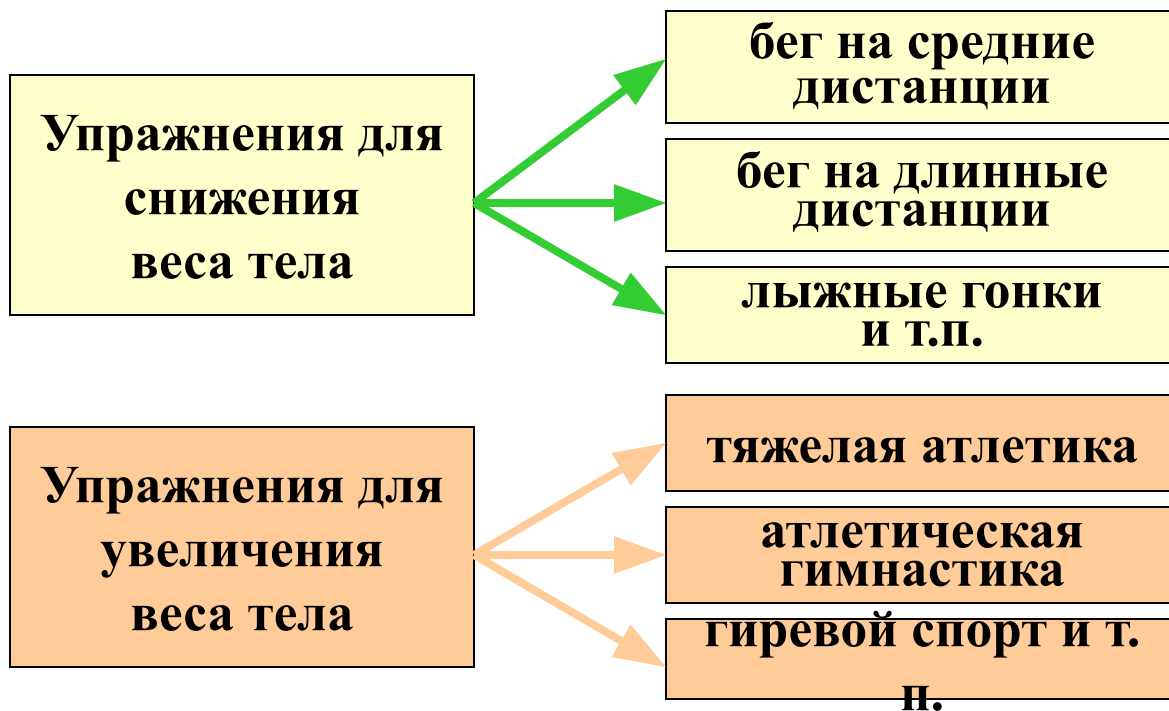 Упражнения для
снижения
веса тела
бег на средние
дистанции
бег на длинные
дистанции
лыжные гонки
и т.п.
Упражнения для
увеличения
веса тела
тяжелая атлетика
атлетическая
гимнастика
гиревой спорт и т.
п.